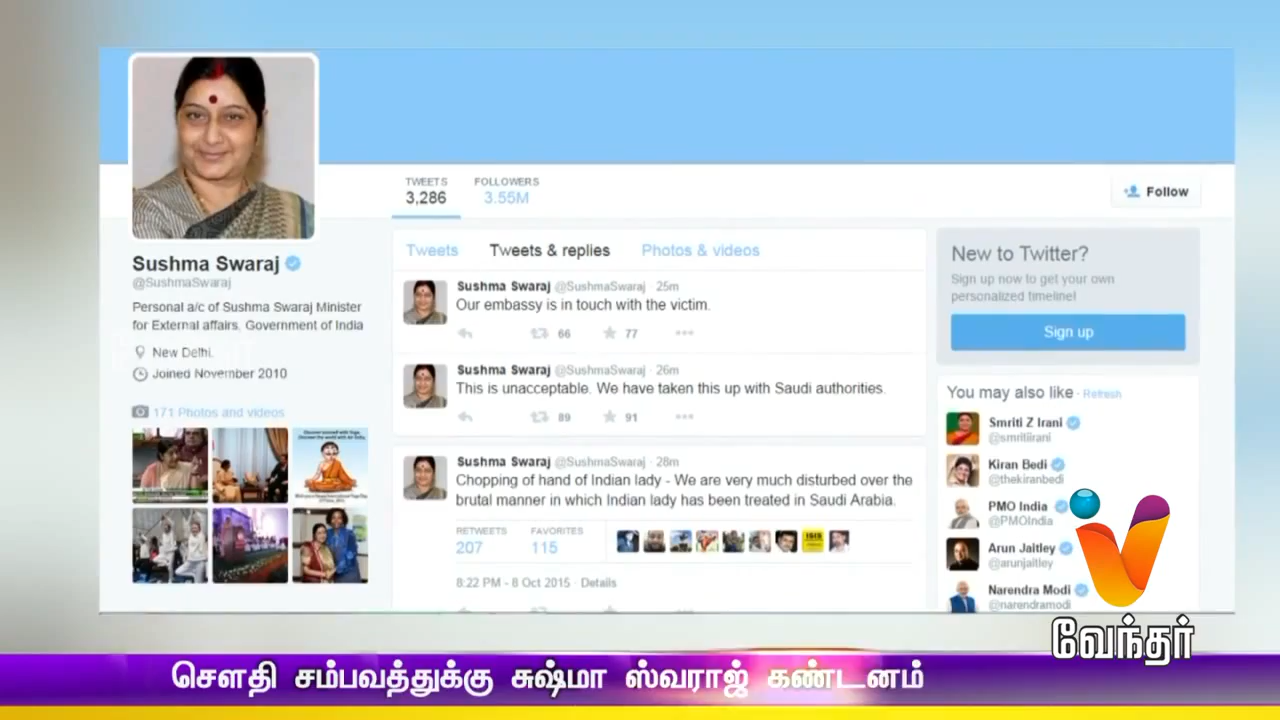 TWEETS
3,286
FOLLOWERS
3.55M
Follow
Sushma Swaraj
@SushmaSwaraj
Personal a/c of Sushma Swaraj Minister
for External affairs, Government of India
New Delhi.
Joined November 2010
171 Photos and videos
Tweets Tweets & replies Photos & videos
Sushma Swaraj @SushmaSwaraj · 25m
Our embassy is in touch with the victim.
66 77
Sushma Swaraj @SushmaSwaraj · 26m
This is unacceptable. We have taken this up with Saudi authorities.
89 91
Sushma Swaraj @SushmaSwaraj · 28m
Chopping of hand of Indian lady - We are very much disturbed over the
brutal manner in which Indian lady has been treated in Saudi Arabia.
RETWEETS
207
FAVORITES
115
ISIS
8:22 PM - 8 Oct 2015 · Details
New to Twitter?
Sign up now to get your own
personalized timeline!
Sign up
You may also like · Refresh
Smriti Z Irani
@smritiirani
Kiran Bedi
@thekiranbedi
PMO India
@PMOIndia
Arun Jaitley
@arunjaitley
Narendra Modi
@narendramodi
வேந்தர்
சௌதி சம்பவத்துக்கு சுஷ்மா ஸ்வராஜ் கண்டனம்